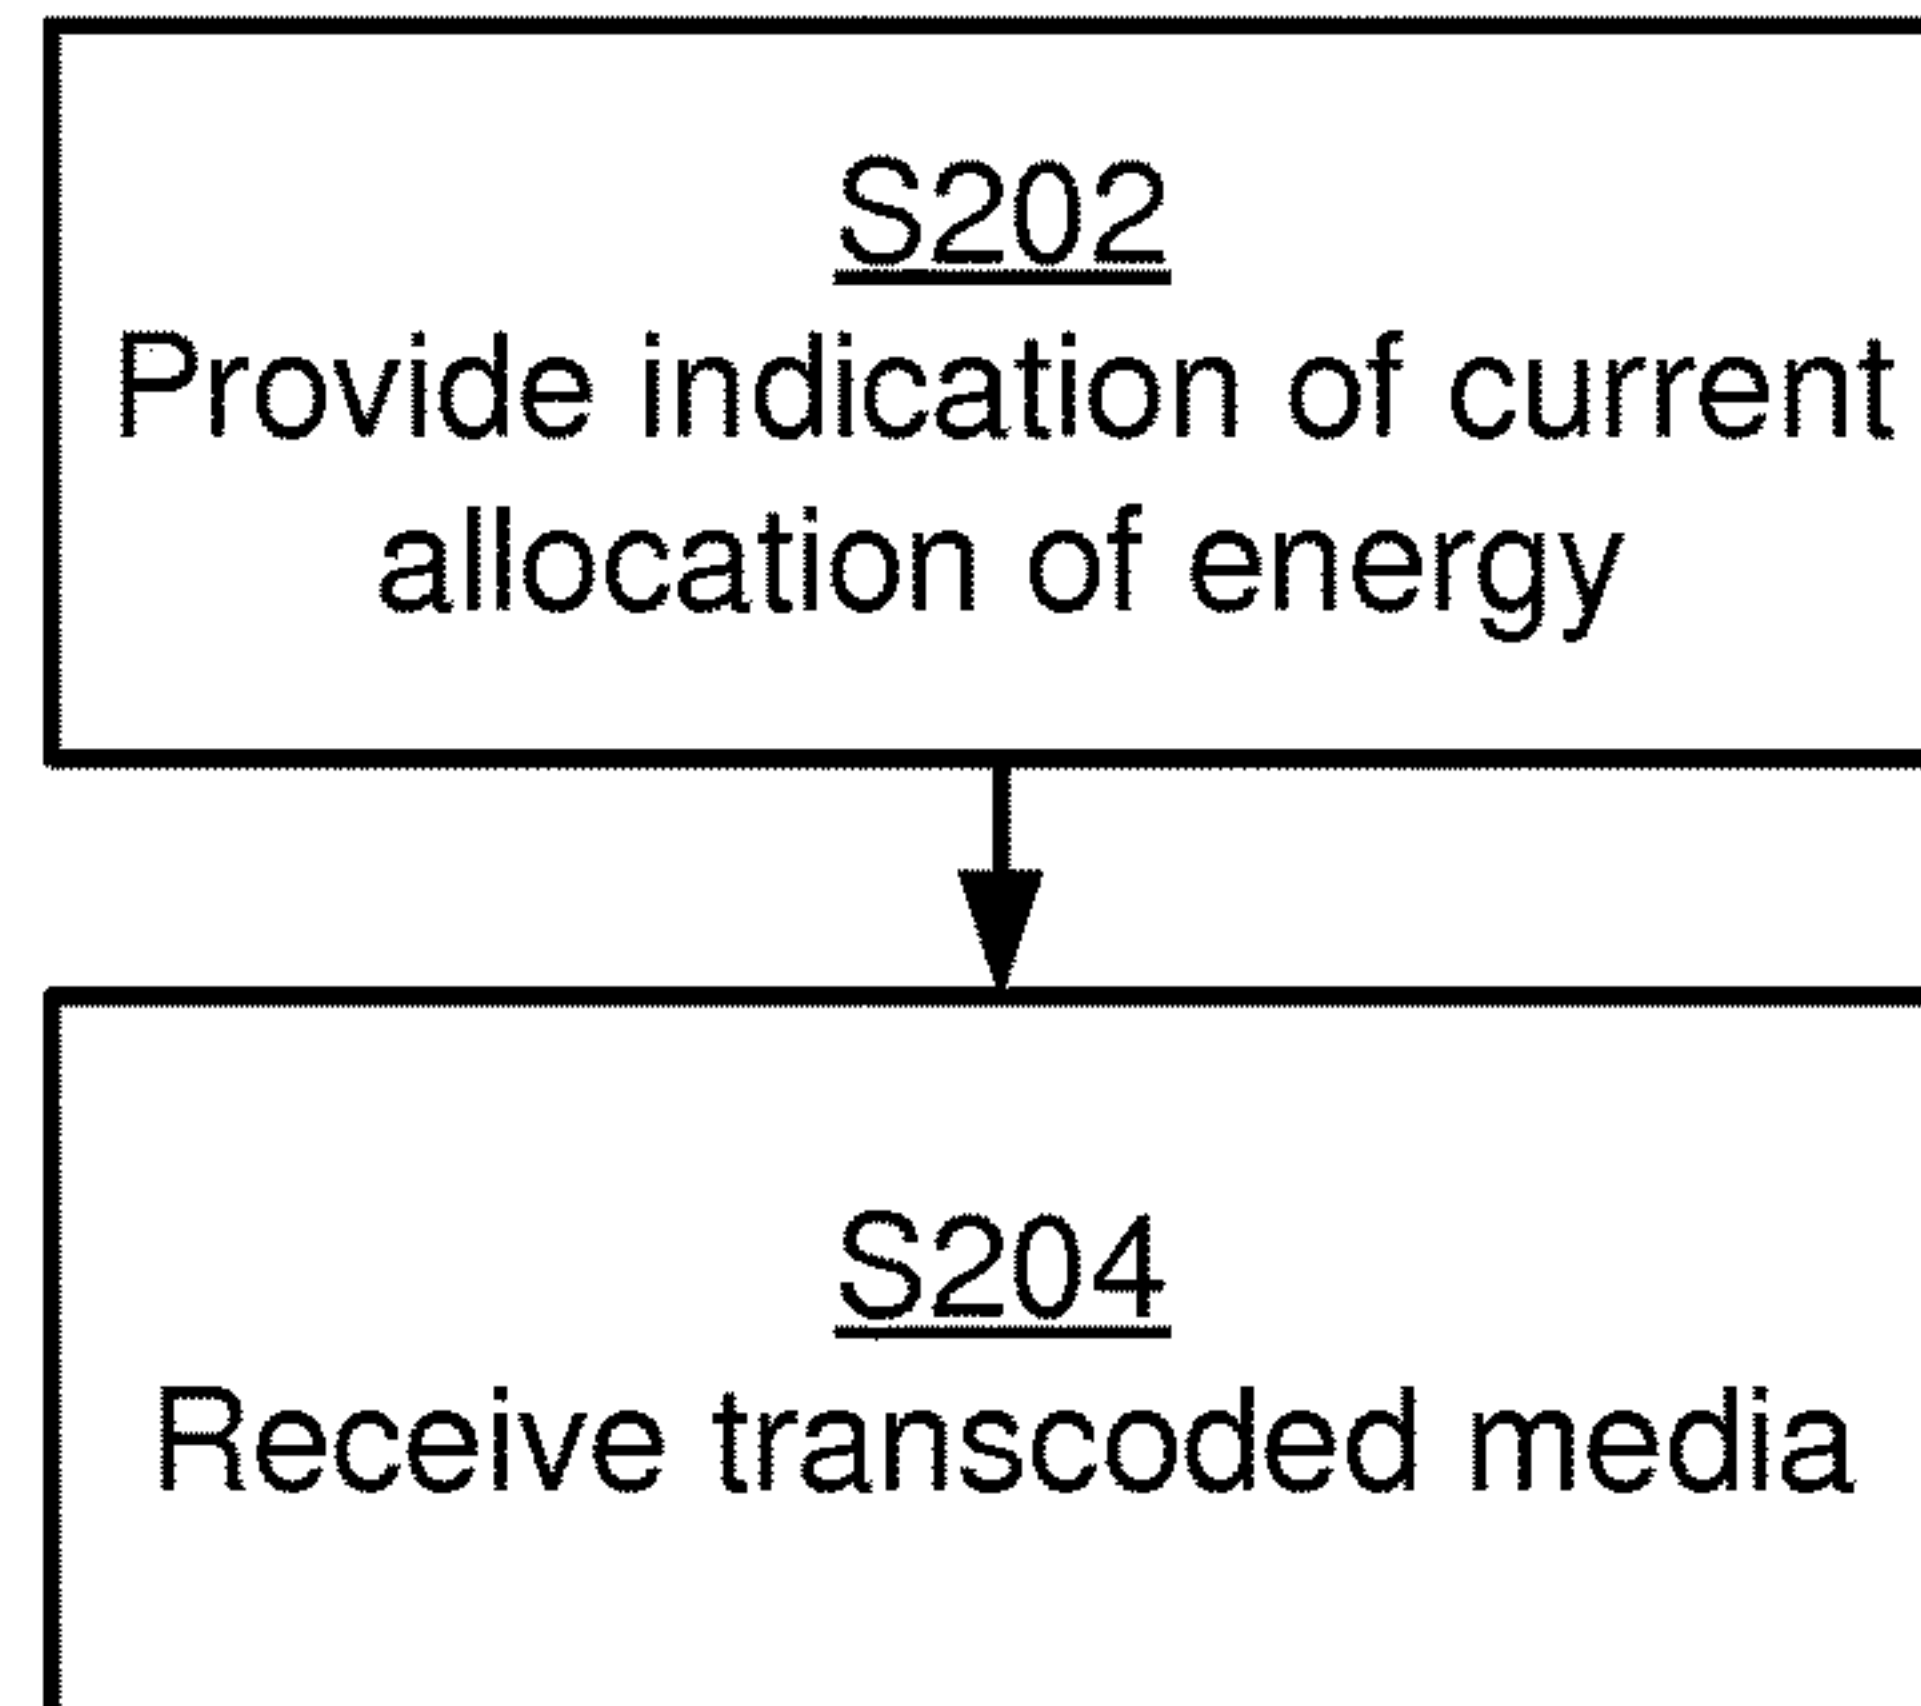 S202
Provide indication of current
allocation of energy
S204
Receive transcoded media